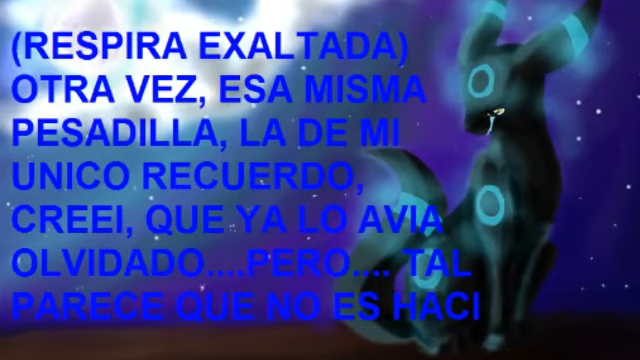 (RESPIRA EXALTADA)
OTRA VEZ, ESA MISMA
PESADILLA, LA DE MI
UNICO RECUERDO,
CREEI, QUE YA LO AVIA
OLVIDADO....PERO.... TAL
PARECE QUE NO ES HACI